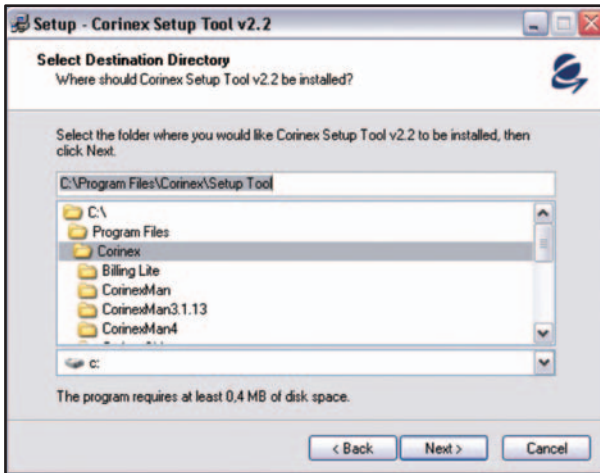 Setup - Corinex Setup Tool v2.2
Select Destination Directory
Where should Corinex Setup Tool v2.2 be installed?
Select the folder where you would like Corinex Setup Tool v2.2 to be installed, then
click Next.
C:\Program Files\Corinex\Setup Tool
C:\
Program Files
Corinex
Billing Lite
CorinexMan
CorinexMan3.1.13
CorinexMan4
c:
The program requires at least 0,4 MB of disk space.
< Back Next > Cancel